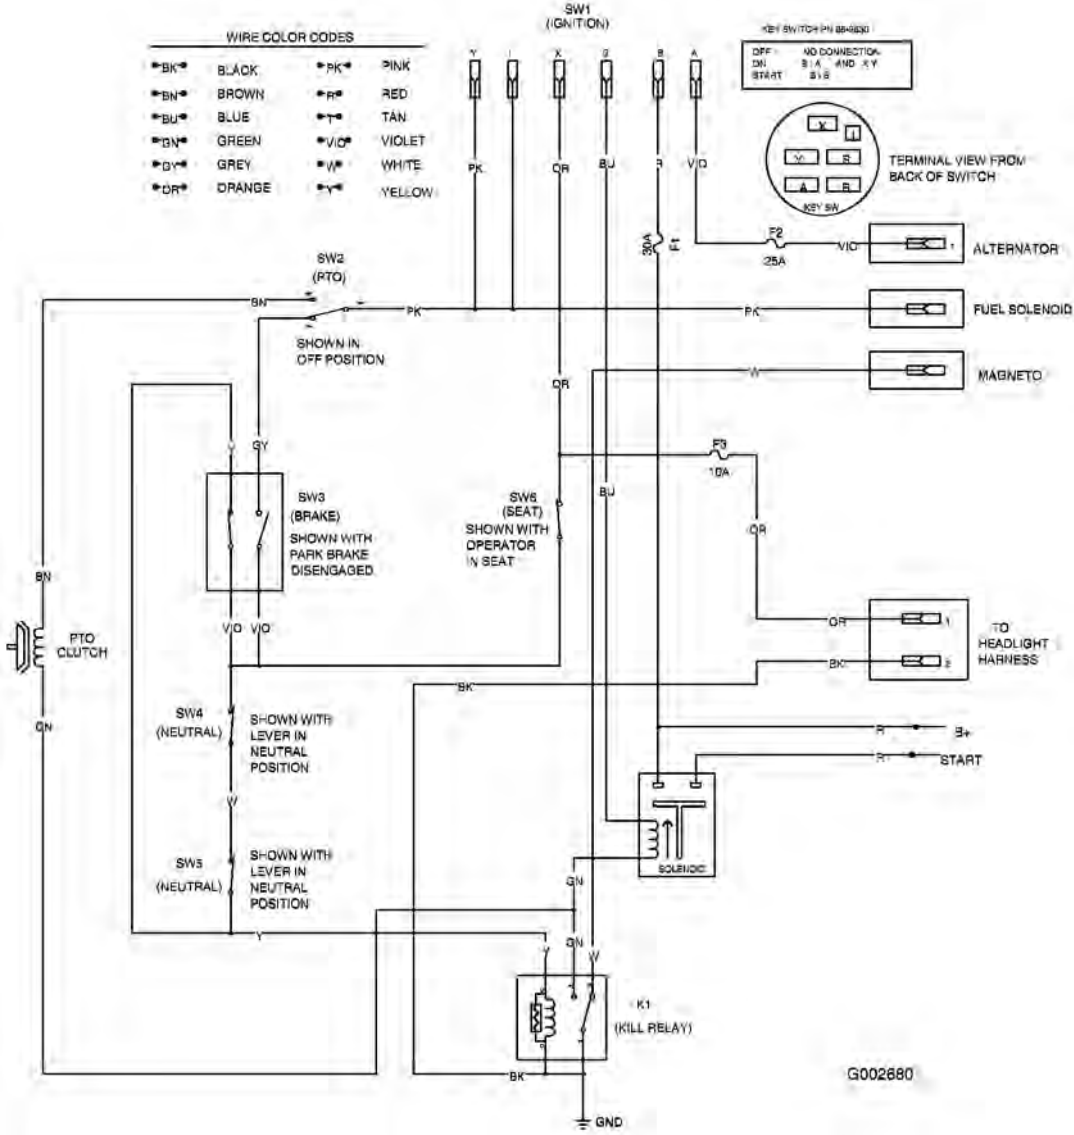 SW1
(IGNITION)
KEY SWITCH PN
OFF NO CONNECTION
ON B I A AND X Y
START
WIRE COLOR CODES
BK BLACK PK PINK
BN BROWN R RED
BU BLUE T TAN
GN GREEN VIO VIOLET
GY GREY W WHITE
OR ORANGE Y YELLOW
Y I X S B A
PK OR BU R VIO
X
I
Y S
A B
KEY SW
TERMINAL VIEW FROM
BACK OF SWITCH
30A
F1
F2
25A
VIO
1
ALTERNATOR
SW2
(PTO)
BN
PK
PK
FUEL SOLENOID
SHOWN IN
OFF POSITION
OR
W
MAGNETO
GY
F3
10A
SW3
(BRAKE)
SHOWN WITH
PARK BRAKE
DISENGAGED
SW6
(SEAT)
SHOWN WITH
OPERATOR
IN SEAT
BU
OR
BN
PTO
CLUTCH
VIO VIO
OR
1
BK
2
TO
HEADLIGHT
HARNESS
BK
GN
SW4
(NEUTRAL)
SHOWN WITH
LEVER IN
NEUTRAL
POSITION
R
B+
R
START
W
SOLENOID
SW5
(NEUTRAL)
SHOWN WITH
LEVER IN
NEUTRAL
POSITION
GN
Y
GN
Y
W
K1
(KILL RELAY)
BK
GND
G002680